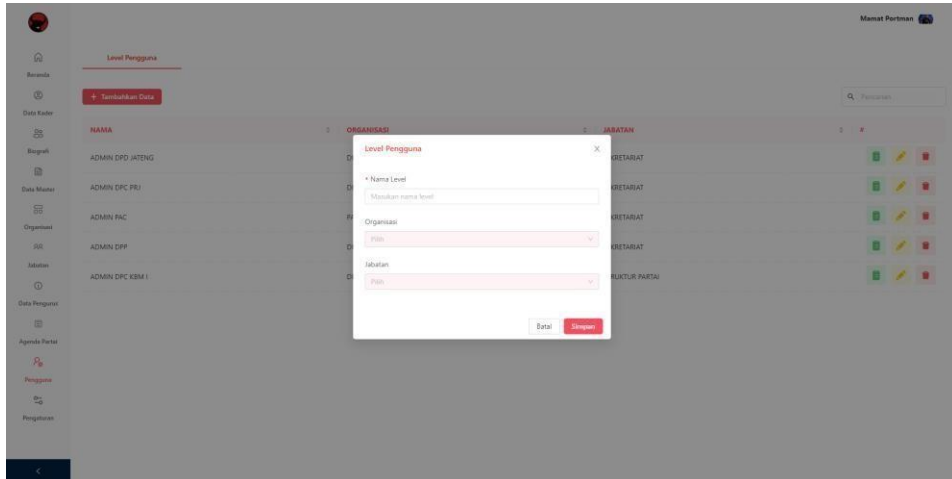 Mamat Partman
Beranda
Data Kader
Biografi
Data Master
Organisasi
Jabatan
Data Pengurus
Agenda Partai
Pengguna
Pengaturan
Level Pengguna
+ Tambahkan Data
Pencarian
NAMA ORGANISASI JABATAN #
ADMIN DPD JATENG KRETARIAT
ADMIN DPC PRJ KRETARIAT
ADMIN PAC KRETARIAT
ADMIN DPP KRETARIAT
ADMIN DPC KBM I RUKTUR PARTAI
Level Pengguna
* Nama Level
Masukan nama level
Organisasi
Pilih
Jabatan
Pilih
Batal Simpan